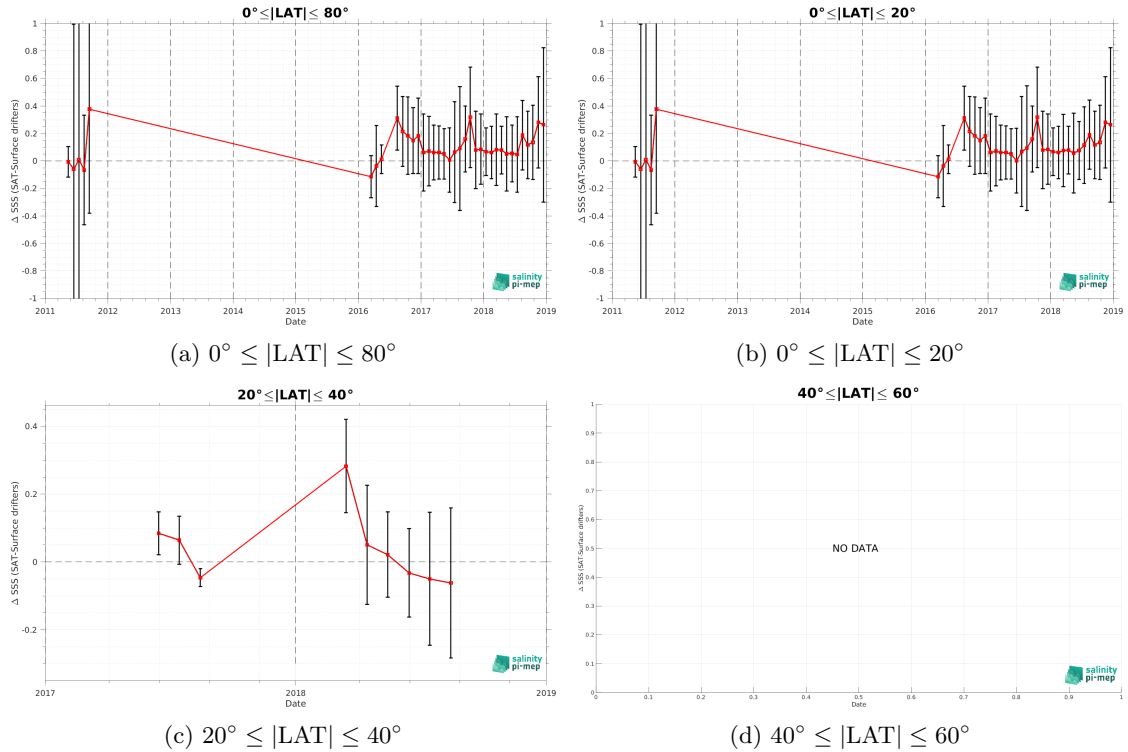 0°≤|LAT|≤ 80°
1
0.8
0.6
0.4
0.2
0
-0.2
-0.4
-0.6
-0.8
-1
Δ SSS (SAT-Surface drifters)
2011 2012 2013 2014 2015 2016 2017 2018 2019
Date
salinity
pi-mep
(a) 0° ≤ |LAT| ≤ 80°
0°≤|LAT|≤ 20°
1
0.8
0.6
0.4
0.2
0
-0.2
-0.4
-0.6
-0.8
-1
Δ SSS (SAT-Surface drifters)
2011 2012 2013 2014 2015 2016 2017 2018 2019
Date
salinity
pi-mep
(b) 0° ≤ |LAT| ≤ 20°
20°≤|LAT|≤ 40°
0.4
0.2
0
-0.2
Δ SSS (SAT-Surface drifters)
2017 2018 2019
Date
salinity
pi-mep
(c) 20° ≤ |LAT| ≤ 40°
40°≤|LAT|≤ 60°
1
0.9
0.8
0.7
0.6
0.5
0.4
0.3
0.2
0.1
0
Δ SSS (SAT-Surface drifters)
NO DATA
0 0.1 0.2 0.3 0.4 0.5 0.6 0.7 0.8 0.9 1
Date
salinity
pi-mep
(d) 40° ≤ |LAT| ≤ 60°